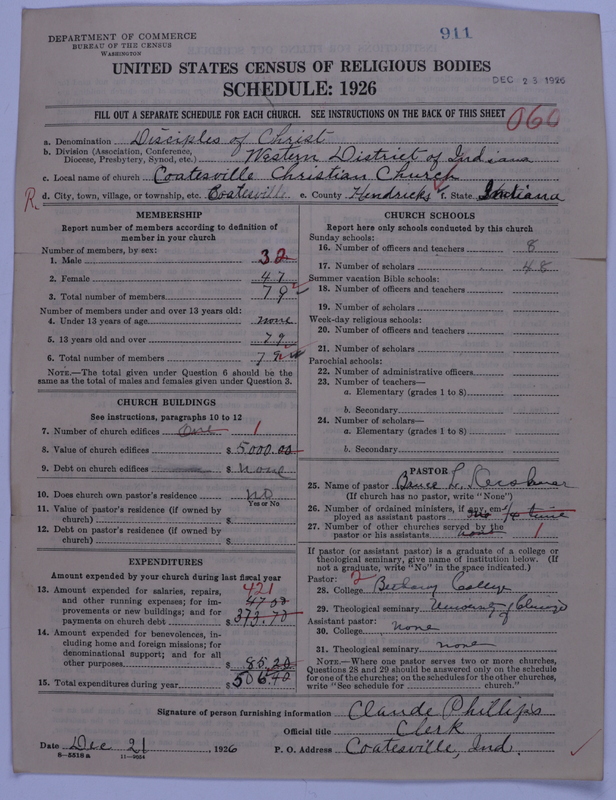 911
DEPARTMENT OF COMMERCE
BUREAU OF THE CENSUS
WASHINGTON
UNITED STATES CENSUS OF RELIGIOUS BODIES
SCHEDULE: 1926
DEC 23 1926
FILL OUT A SEPARATE SCHEDULE FOR EACH CHURCH. SEE INSTRUCTIONS ON THE BACK OF THIS SHEET
060
a. Denomination Disciples of Christ
b. Division (Association, Conference, Diocese, Presbytery, Synod, etc.) Western District of Indiana
c. Local name of church Coatesville Christian Church
R. d. City, town, village, or township, etc. Coatesville e. County Hendricks f. State Indiana
MEMBERSHIP
Report number of members according to definition of
member in your church
Number of members, by sex:
1. Male 32
2. Female 47
3. Total number of members 79
Number of members under and over 13 years old:
4. Under 13 years of age none
5. 13 years old and over 79
6. Total number of members 79
NOTE.—The total given under Question 6 should be the
same as the total of males and females given under Question 3.
CHURCH BUILDINGS
See instructions, paragraphs 10 to 12
7. Number of church edifices One 1
8. Value of church edifices $ 5000.00
9. Debt on church edifices $ None
10. Does church own pastor's residence No
Yes or No
11. Value of pastor's residence (if owned by
church) $
12. Debt on pastor's residence (if owned by
church) $
EXPENDITURES
Amount expended by your church during last fiscal year
13. Amount expended for salaries, repairs, 421
and other running expenses; for im-
provements or new buildings; and for
payments on church debt $ 373.70
14. Amount expended for benevolences, in-
cluding home and foreign missions; for
denominational support; and for all
other purposes $ 85.20
15. Total expenditures during year $ 506.40
CHURCH SCHOOLS
Report here only schools conducted by this church
Sunday schools:
16. Number of officers and teachers 8
17. Number of scholars 48
Summer vacation Bible schools:
18. Number of officers and teachers
19. Number of scholars
Week-day religious schools:
20. Number of officers and teachers
21. Number of scholars
Parochial schools:
22. Number of administrative officers
23. Number of teachers—
a. Elementary (grades 1 to 8)
b. Secondary
24. Number of scholars—
a. Elementary (grades 1 to 8)
b. Secondary
PASTOR
25. Name of pastor Bruce L.
(If church has no pastor, write "None")
26. Number of ordained ministers, if any, em-
ployed as assistant pastors
27. Number of other churches served by the
pastor or his assistants none 1
If pastor (or assistant pastor) is a graduate of a college or
theological seminary, give name of institution below. (If
not a graduate, write "No" in the space indicated.)
Pastor: 2
28. College Bethany College
29. Theological seminary University of Chicago
Assistant pastor:
30. College none
31. Theological seminary none
NOTE.—Where one pastor serves two or more churches,
Questions 28 and 29 should be answered only on the schedule
for one of the churches; on the schedules for the other churches,
write "See schedule for church."
Signature of person furnishing information Claude Phillips
Official title Clerk
Date Dec 21, 1926 P. O. Address Coatesville, Ind.
8—5518a 11—9064